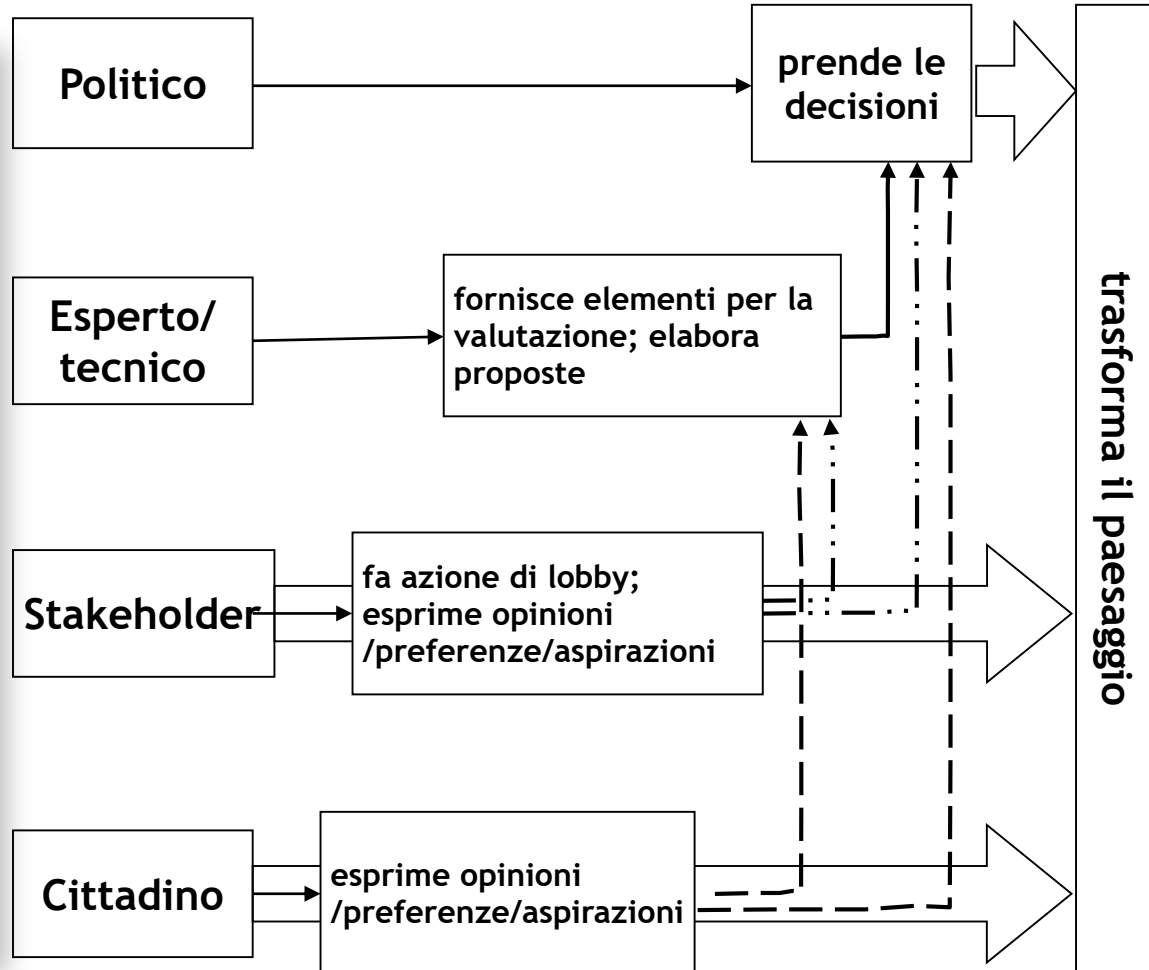 Politico
prende le
decisioni
Esperto/
tecnico
fornisce elementi per la
valutazione; elabora
proposte
Stakeholder
fa azione di lobby;
esprime opinioni
/preferenze/aspirazioni
Cittadino
esprime opinioni
/preferenze/aspirazioni
trasforma il paesaggio